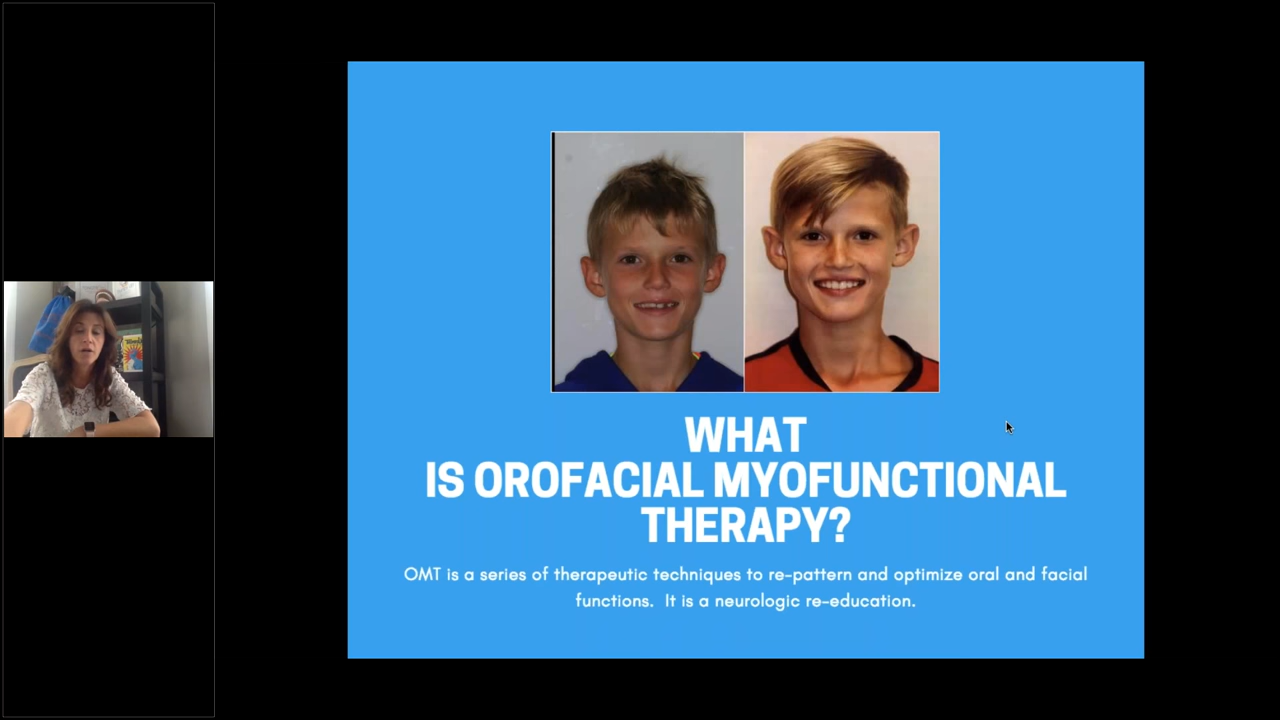 WHAT
IS OROFACIAL MYOFUNCTIONAL
THERAPY?
OMT is a series of therapeutic techniques to re-pattern and optimize oral and facial
functions. It is a neurologic re-education.